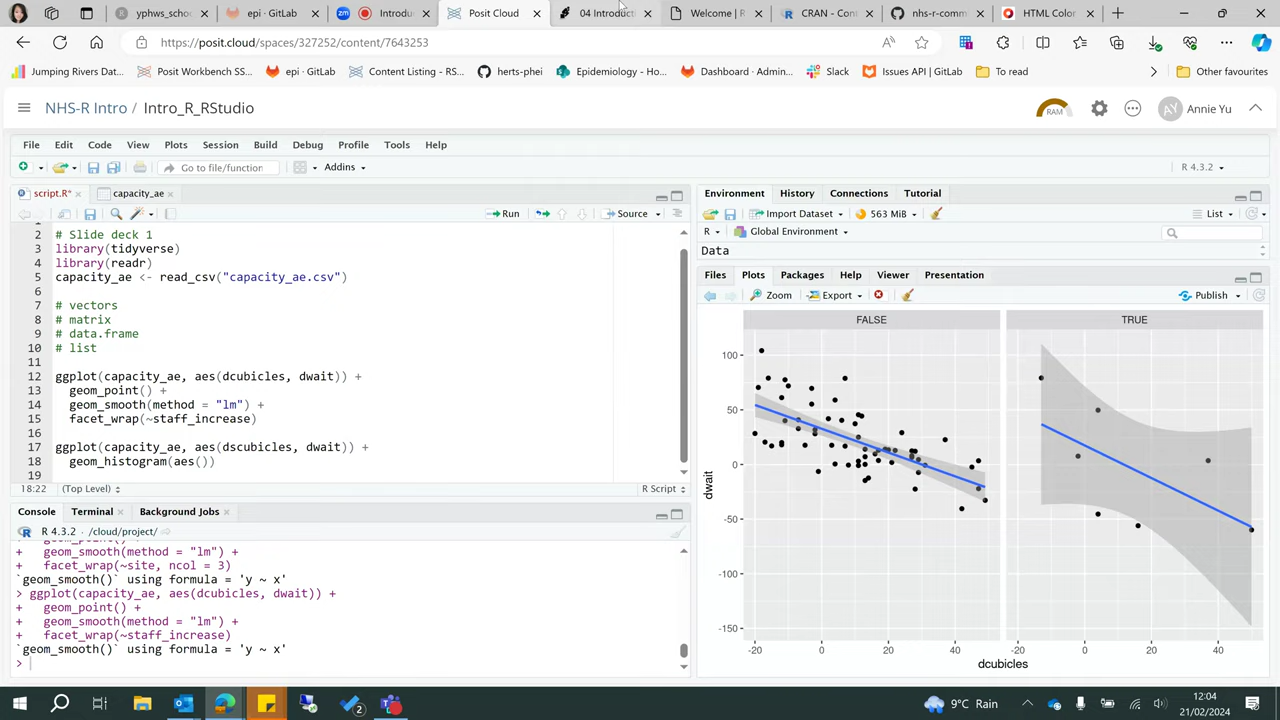 yphws_scho
epi · GitLab
Introduc
Posit Cloud
04 Introducti
Welcome | R
CRAN - Cont
nhs-r-comm
HTML Color
https://posit.cloud/spaces/327252/content/7643253
Jumping Rivers Dat...
Posit Workbench SS...
epi · GitLab
Content Listing - R3...
herts-phei
Epidemiology - Ho...
Dashboard · Admin...
Slack
Issues API | GitLab
To read
Other favourites
NHS-R Intro / Intro_R_RStudio
RAM
AY Annie Yu
File Edit Code View Plots Session Build Debug Profile Tools Help
Go to file/function
Addins
R 4.3.2
script.R*
capacity_ae
Run
Source
2 # Slide deck 1
3 library(tidyverse)
4 library(readr)
5 capacity_ae <- read_csv("capacity_ae.csv")
6
7 # vectors
8 # matrix
9 # data.frame
10 # list
11
12 ggplot(capacity_ae, aes(dcubicles, dwait)) +
13 geom_point() +
14 geom_smooth(method = "lm") +
15 facet_wrap(~staff_increase)
16
17 ggplot(capacity_ae, aes(dscubicles, dwait)) +
18 geom_histogram(aes())
19
18:22 (Top Level)
R Script
Console Terminal Background Jobs
R 4.3.2 · /cloud/project/
+ geom_smooth(method = "lm") +
+ facet_wrap(~site, ncol = 3)
`geom_smooth()` using formula = 'y ~ x'
> ggplot(capacity_ae, aes(dcubicles, dwait)) +
+ geom_point() +
+ geom_smooth(method = "lm") +
+ facet_wrap(~staff_increase)
`geom_smooth()` using formula = 'y ~ x'
>
Environment History Connections Tutorial
Import Dataset
563 MiB
List
R
Global Environment
Data
Files Plots Packages Help Viewer Presentation
Zoom
Export
Publish
FALSE
TRUE
100
50
0
-50
-100
-150
dwait
-20 0 20 40
-20 0 20 40
dcubicles
2
9°C Rain
12:04
21/02/2024